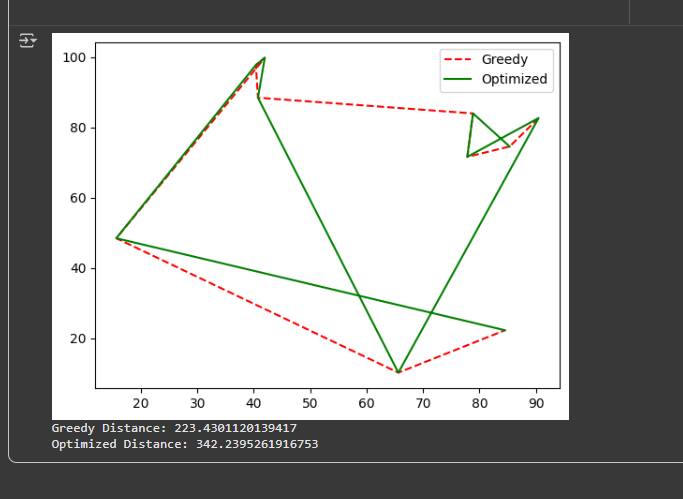 100
80
60
40
20
20 30 40 50 60 70 80 90
Greedy
Optimized
Greedy Distance: 223.4301120139417
Optimized Distance: 342.2395261916753